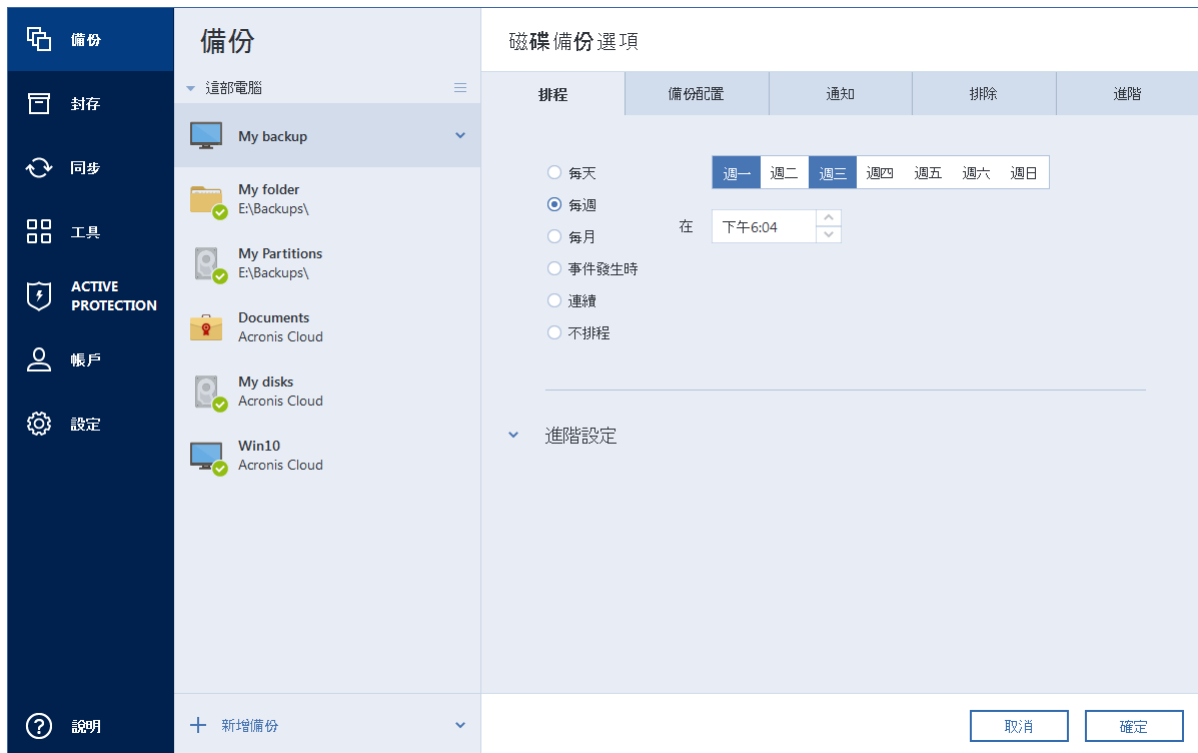 備份
封存
同步
工具
ACTIVE
PROTECTION
帳戶
設定
說明
備份
這部電腦
My backup
My folder
E:\Backups\
My Partitions
E:\Backups\
Documents
Acronis Cloud
My disks
Acronis Cloud
Win10
Acronis Cloud
新增備份
磁碟備份選項
排程 備份配置 通知 排除 進階
每天
每週
每月
事件發生時
連續
不排程
週一 週二 週三 週四 週五 週六 週日
在 下午6:04
進階設定
取消 確定